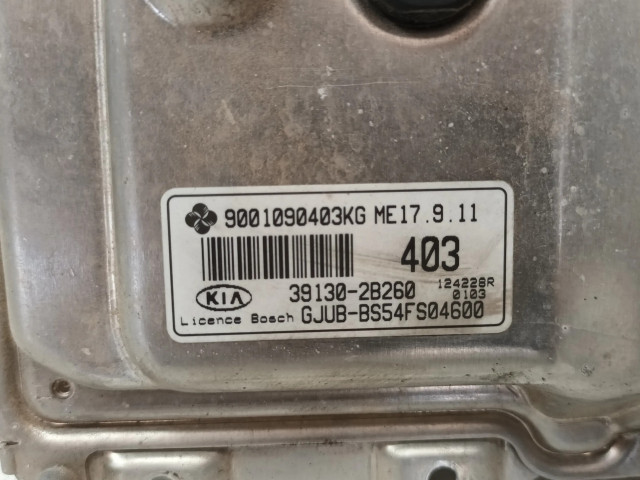 9001090403KG ME17.9.11
403
KIA 39130-2B260 124228R
0103
Licence Bosch GJUB-BS54FS04600